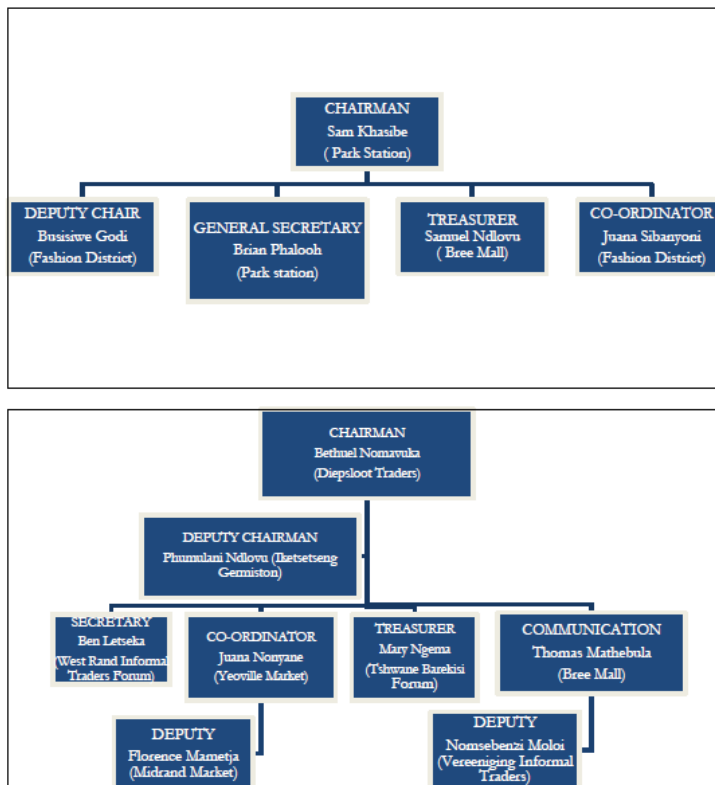 CHAIRMAN
Sam Khasibe
( Park Station)
DEPUTY CHAIR
Busisiwe Godi
(Fashion District)
GENERAL SECRETARY
Brian Phalooh
(Park station)
TREASURER
Samuel Ndlovu
( Bree Mall)
CO-ORDINATOR
Juana Sibanyoni
(Fashion District)
CHAIRMAN
Bethuel Nomavuka
(Diepsloot Traders)
DEPUTY CHAIRMAN
Phumulani Ndlovu (Iketsetseng
Germiston)
SECRETARY
Ben Letseka
(West Rand Informal
Traders Forum)
CO-ORDINATOR
Juana Nonyane
(Yeoville Market)
TREASURER
Mary Ngema
(Tshwane Barekisi
Forum)
COMMUNICATION
Thomas Mathebula
(Bree Mall)
DEPUTY
Florence Mametja
(Midrand Market)
DEPUTY
Nomsebenzi Moloi
(Vereeniging Informal
Traders)